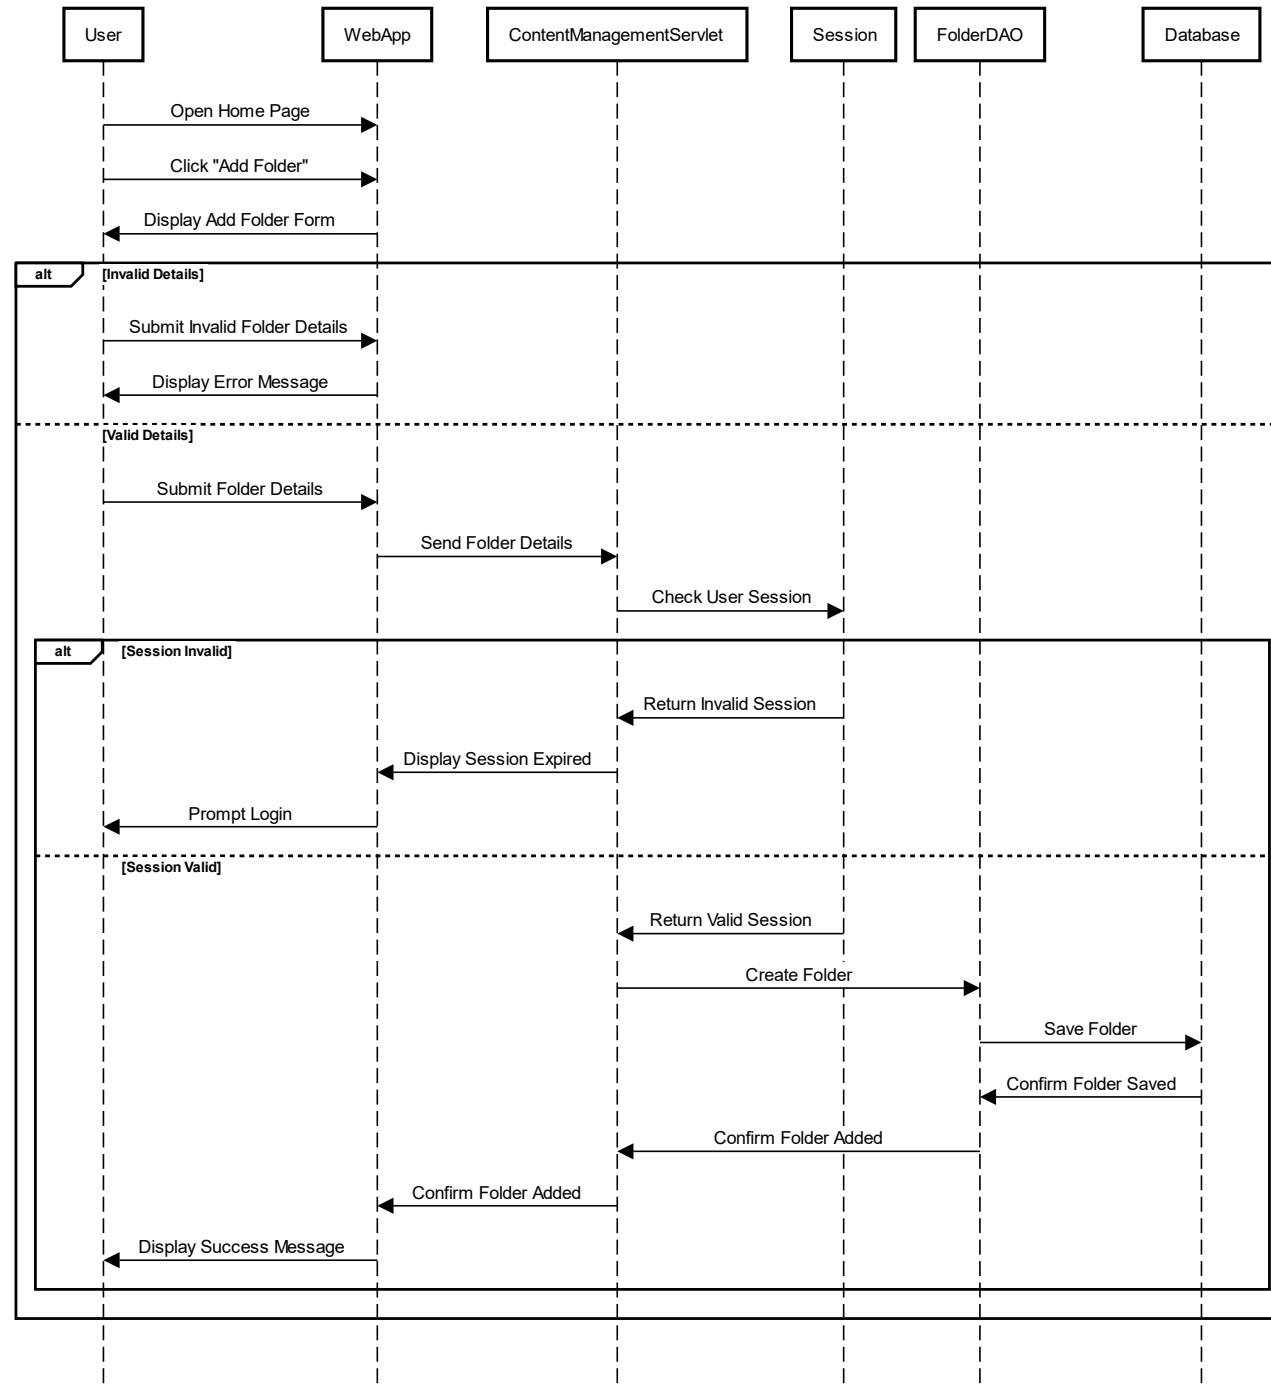 User
WebApp
ContentManagementServlet
Session
FolderDAO
Database
Open Home Page
Click "Add Folder"
Display Add Folder Form
alt
[Invalid Details]
Submit Invalid Folder Details
Display Error Message
[Valid Details]
Submit Folder Details
Send Folder Details
Check User Session
alt
[Session Invalid]
Return Invalid Session
Display Session Expired
Prompt Login
[Session Valid]
Return Valid Session
Create Folder
Save Folder
Confirm Folder Saved
Confirm Folder Added
Confirm Folder Added
Display Success Message